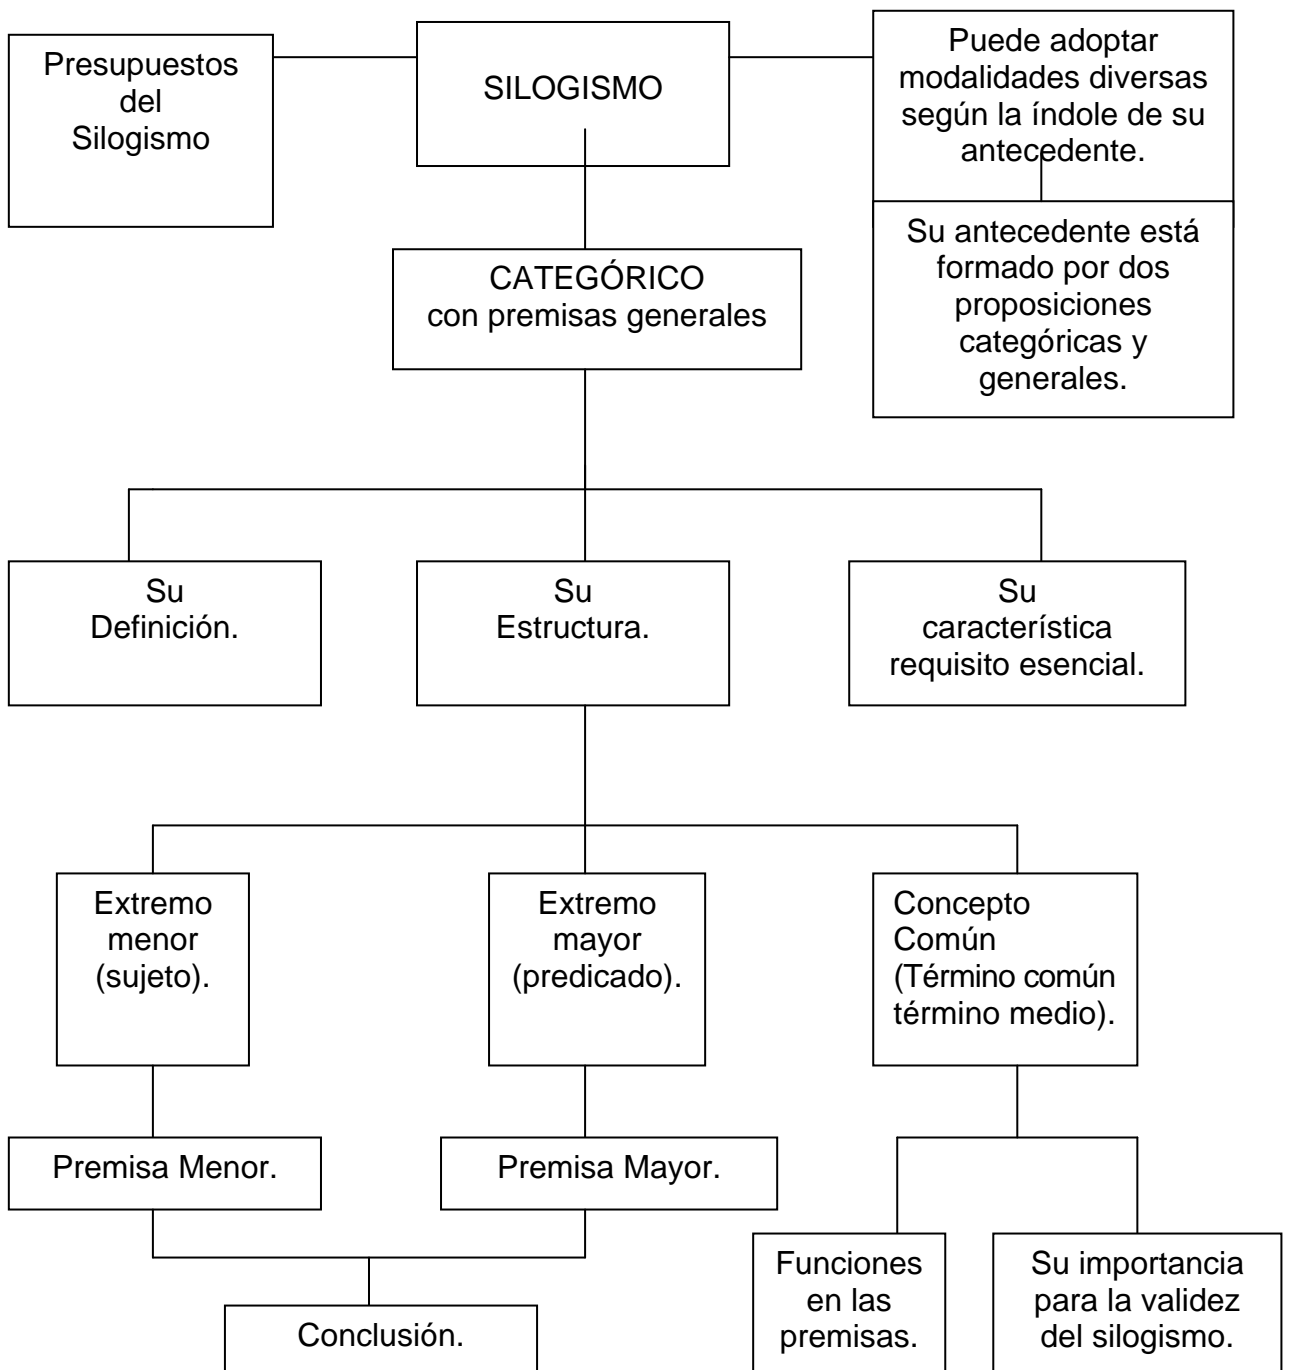 Presupuestos
del
Silogismo
SILOGISMO
Puede adoptar
modalidades diversas
según la índole de su
antecedente.
Su antecedente está
formado por dos
proposiciones
categóricas y
generales.
CATEGÓRICO
con premisas generales
Su
Definición.
Su
Estructura.
Su
característica
requisito esencial.
Extremo
menor
(sujeto).
Extremo
mayor
(predicado).
Concepto
Común
(Término común
término medio).
Premisa Menor.
Premisa Mayor.
Conclusión.
Funciones
en las
premisas.
Su importancia
para la validez
del silogismo.